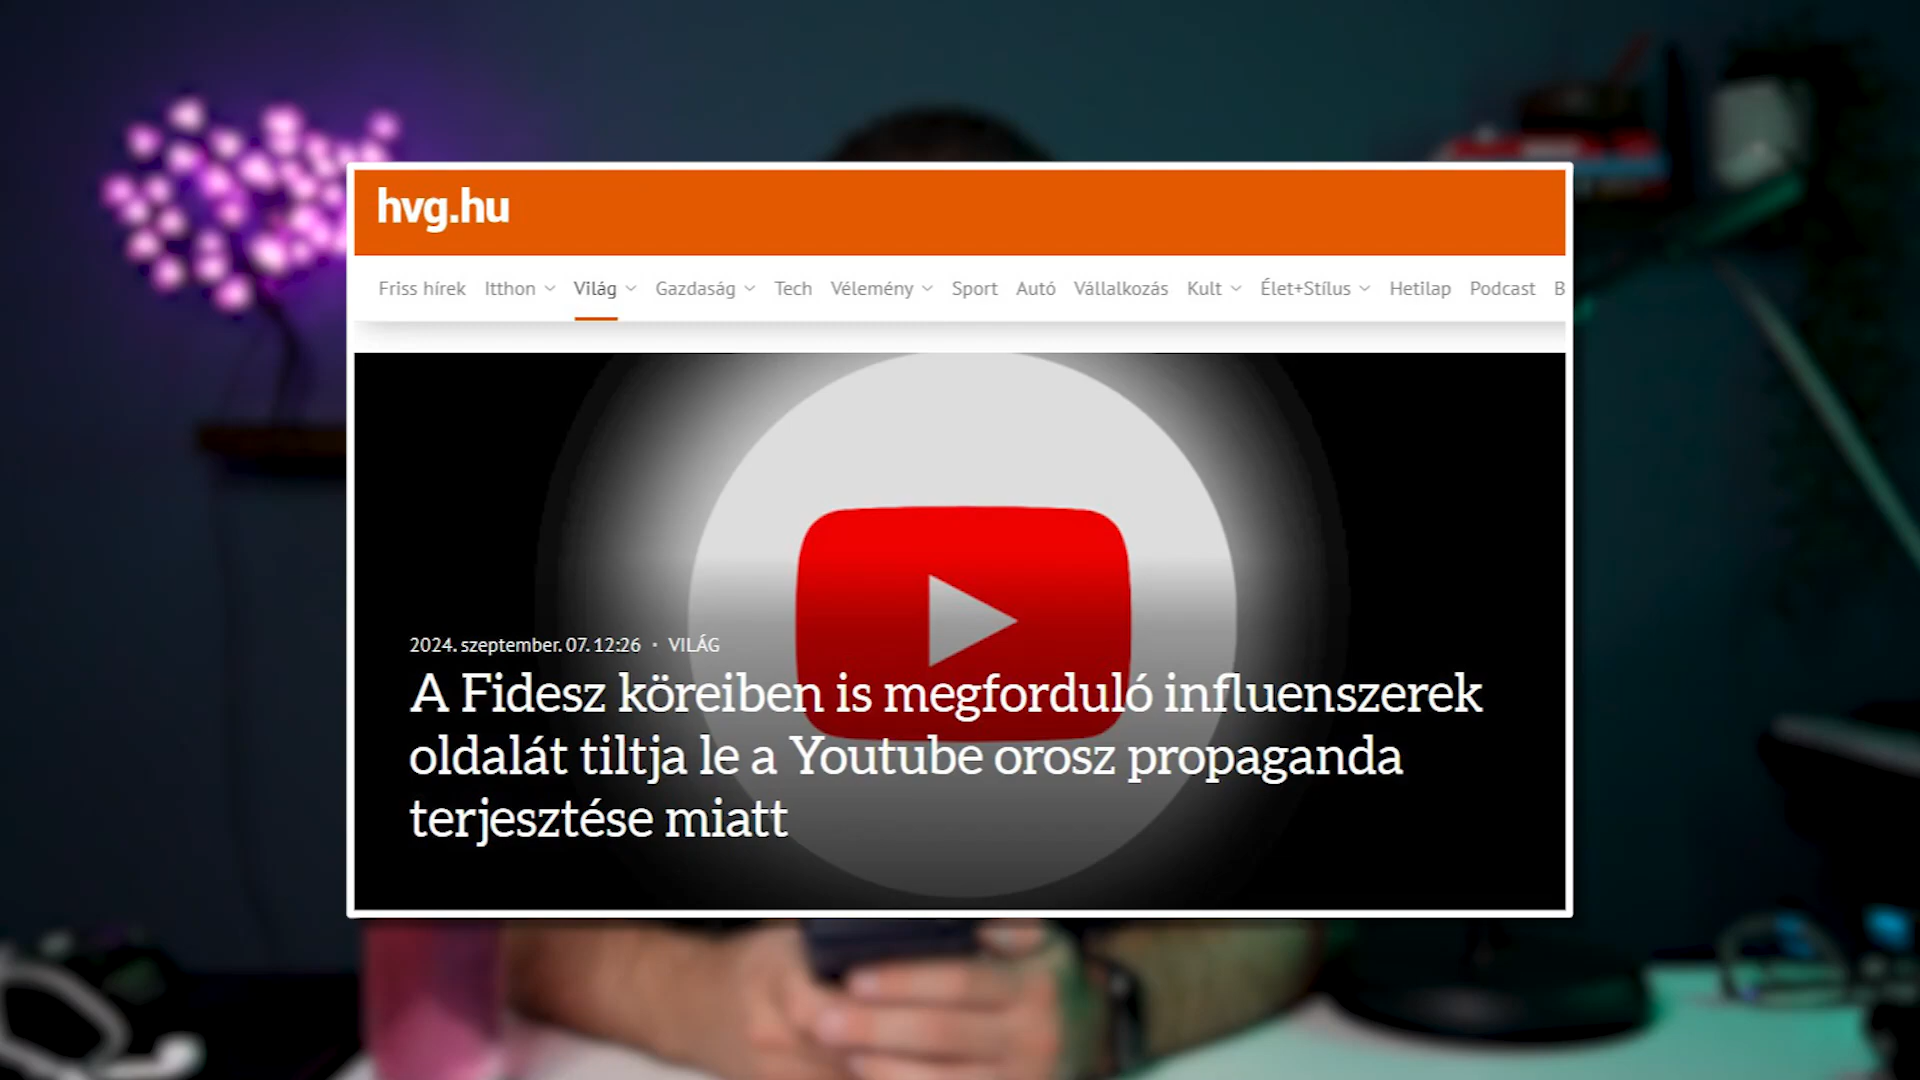 hvg.hu
Friss hírek Itthon Világ Gazdaság Tech Vélemény Sport Autó Vállalkozás Kult Élet+Stílus Hetilap Podcast B
2024. szeptember. 07. 12:26 · VILÁG
A Fidesz köreiben is megforduló influenszerek
oldalát tiltja le a Youtube orosz propaganda
terjesztése miatt